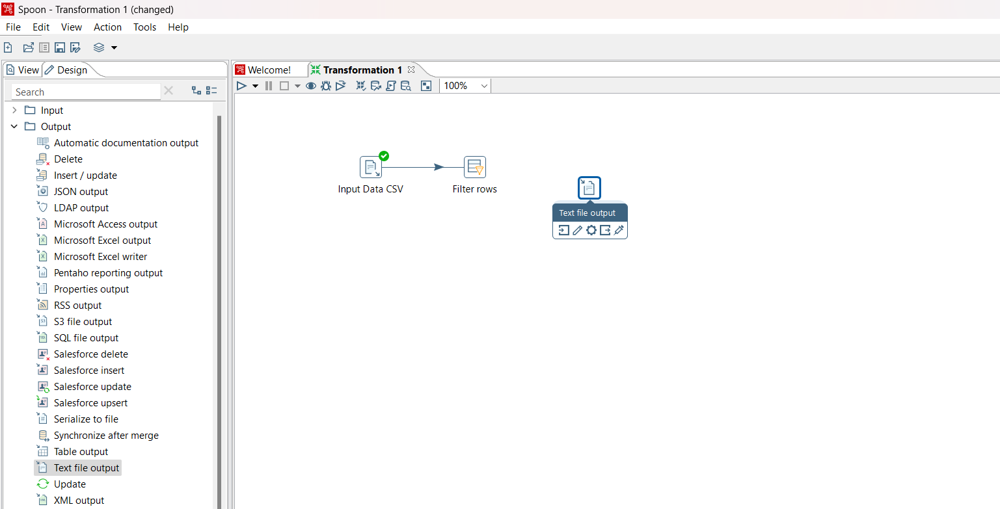 Spoon - Transformation 1 (changed)
File Edit View Action Tools Help
View Design
Search
Input
Output
Automatic documentation output
Delete
Insert / update
JSON output
LDAP output
Microsoft Access output
Microsoft Excel output
Microsoft Excel writer
Pentaho reporting output
Properties output
RSS output
S3 file output
SQL file output
Salesforce delete
Salesforce insert
Salesforce update
Salesforce upsert
Serialize to file
Synchronize after merge
Table output
Text file output
Update
XML output
Welcome! Transformation 1
100%
Input Data CSV
Filter rows
Text file output